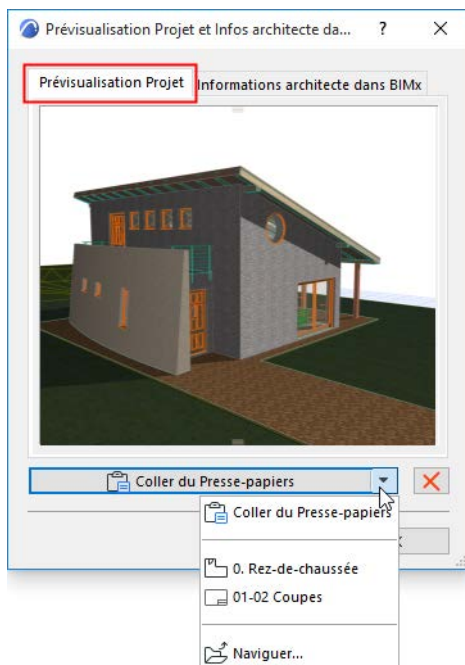 Prévisualisation Projet et Infos architecte da... ?
Prévisualisation Projet Informations architecte dans BIMx
Coller du Presse-papiers
Coller du Presse-papiers
0. Rez-de-chaussée
01-02 Coupes
Naviguer...